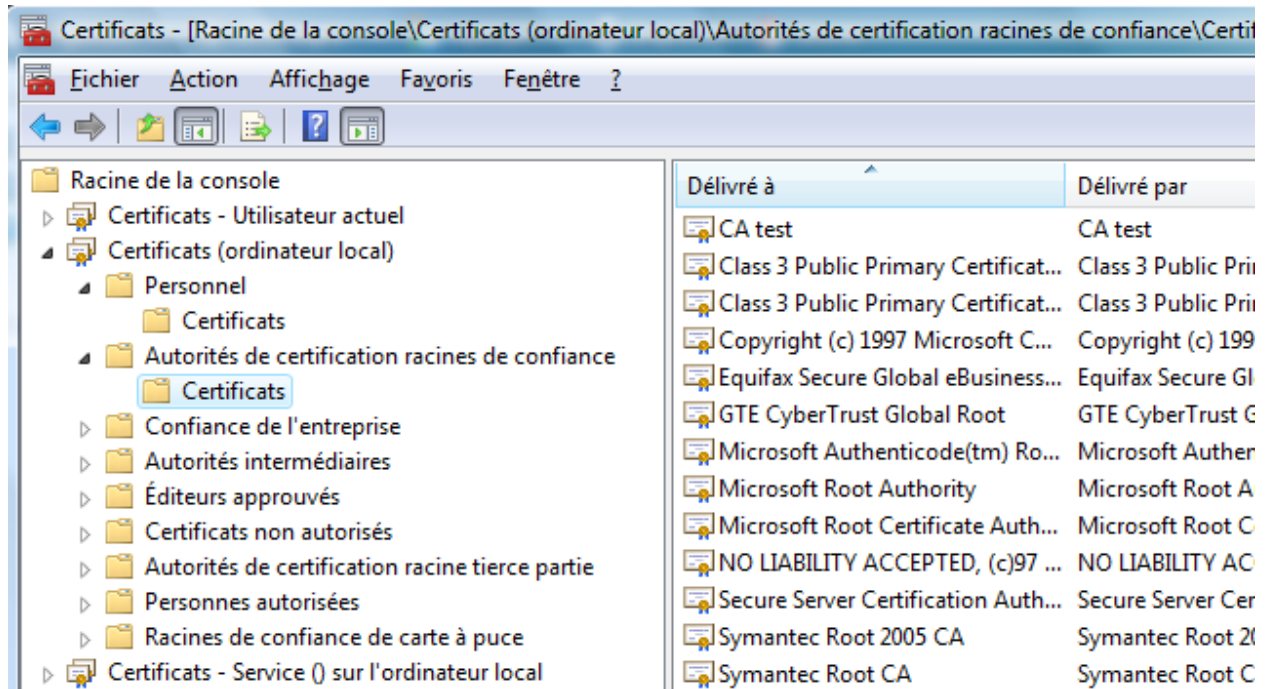 Certificats - [Racine de la console\Certificats (ordinateur local)\Autorités de certification racines de confiance\Certif
Fichier Action Affichage Favoris Fenêtre ?
Racine de la console
Certificats - Utilisateur actuel
Certificats (ordinateur local)
Personnel
Certificats
Autorités de certification racines de confiance
Certificats
Confiance de l'entreprise
Autorités intermédiaires
Éditeurs approuvés
Certificats non autorisés
Autorités de certification racine tierce partie
Personnes autorisées
Racines de confiance de carte à puce
Certificats - Service () sur l'ordinateur local
Délivré à Délivré par
CA test CA test
Class 3 Public Primary Certificat... Class 3 Public Pri
Class 3 Public Primary Certificat... Class 3 Public Pri
Copyright (c) 1997 Microsoft C... Copyright (c) 199
Equifax Secure Global eBusiness... Equifax Secure Gl
GTE CyberTrust Global Root GTE CyberTrust G
Microsoft Authenticode(tm) Ro... Microsoft Authen
Microsoft Root Authority Microsoft Root A
Microsoft Root Certificate Auth... Microsoft Root C
NO LIABILITY ACCEPTED, (c)97 ... NO LIABILITY AC
Secure Server Certification Auth... Secure Server Cer
Symantec Root 2005 CA Symantec Root 20
Symantec Root CA Symantec Root C